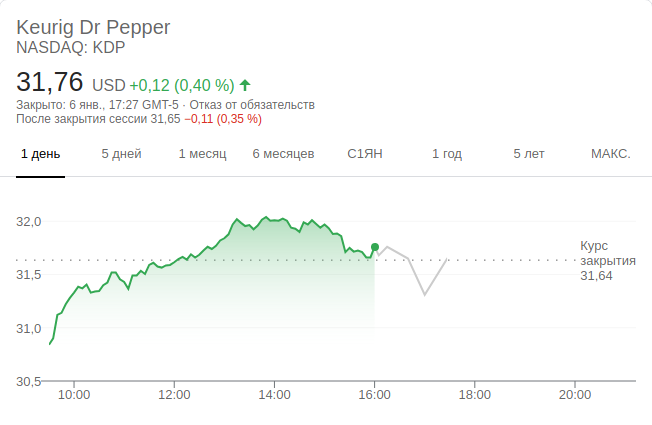 Keurig Dr Pepper
NASDAQ: KDP
31,76 USD +0,12 (0,40 %)
Закрыто: 6 янв., 17:27 GMT-5 · Отказ от обязательств
После закрытия сессии 31,65 −0,11 (0,35 %)
1 день 5 дней 1 месяц 6 месяцев С1ЯН 1 год 5 лет МАКС.
32,0
31,5
31,0
30,5
Курс
закрытия
31,64
10:00 12:00 14:00 16:00 18:00 20:00